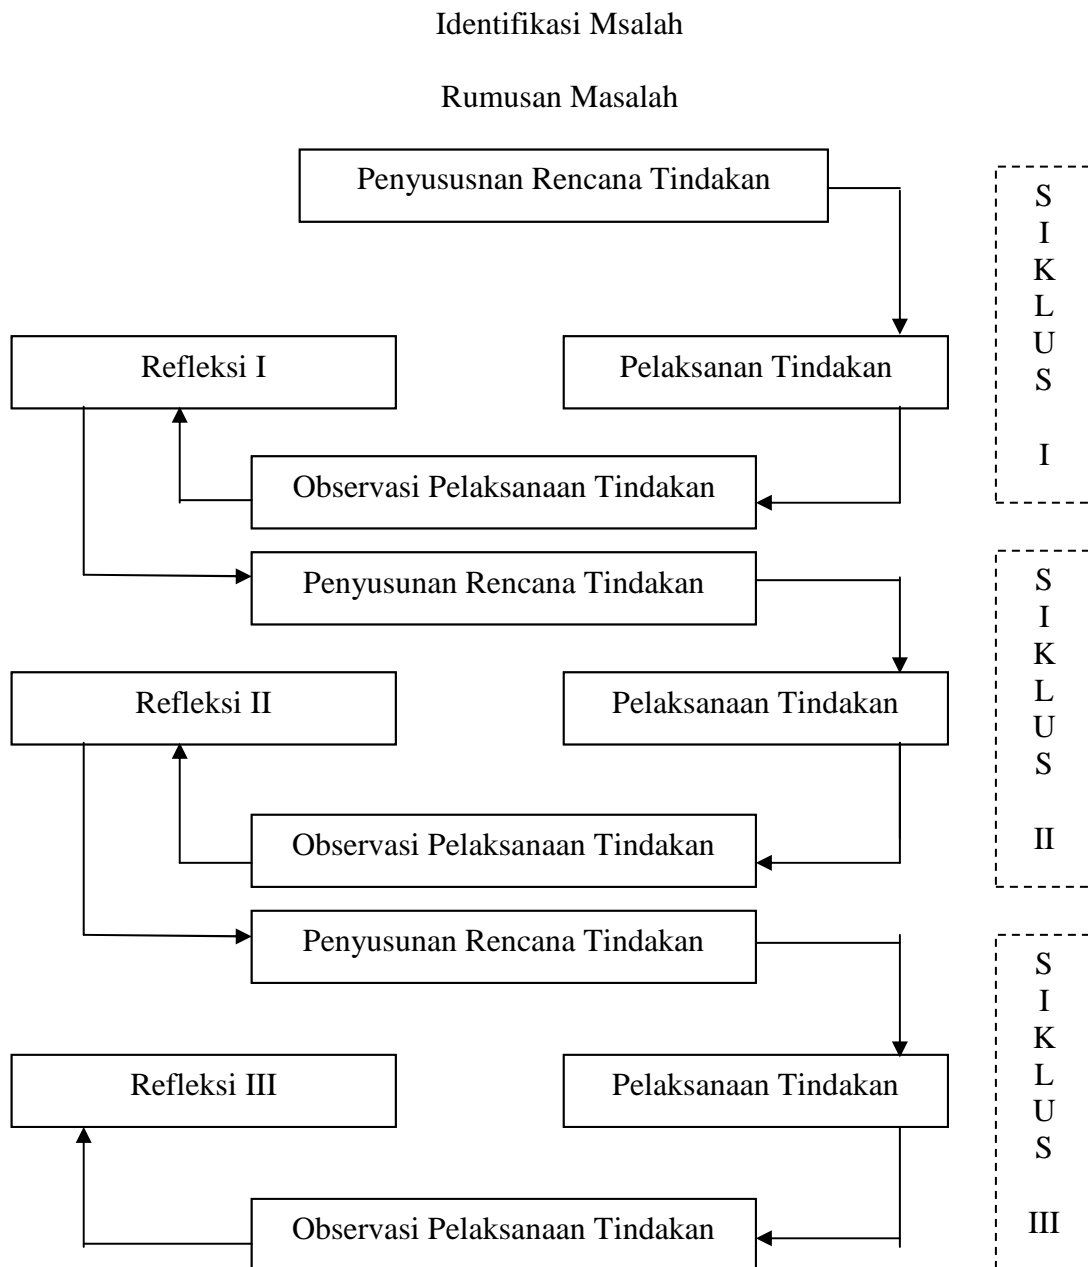 Identifikasi Msalah
Rumusan Masalah
Penyususnan Rencana Tindakan
S
I
K
L
U
S
I
Refleksi I
Pelaksanan Tindakan
Observasi Pelaksanaan Tindakan
Penyusunan Rencana Tindakan
S
I
K
L
U
S
II
Refleksi II
Pelaksanaan Tindakan
Observasi Pelaksanaan Tindakan
Penyusunan Rencana Tindakan
S
I
K
L
U
S
III
Refleksi III
Pelaksanaan Tindakan
Observasi Pelaksanaan Tindakan